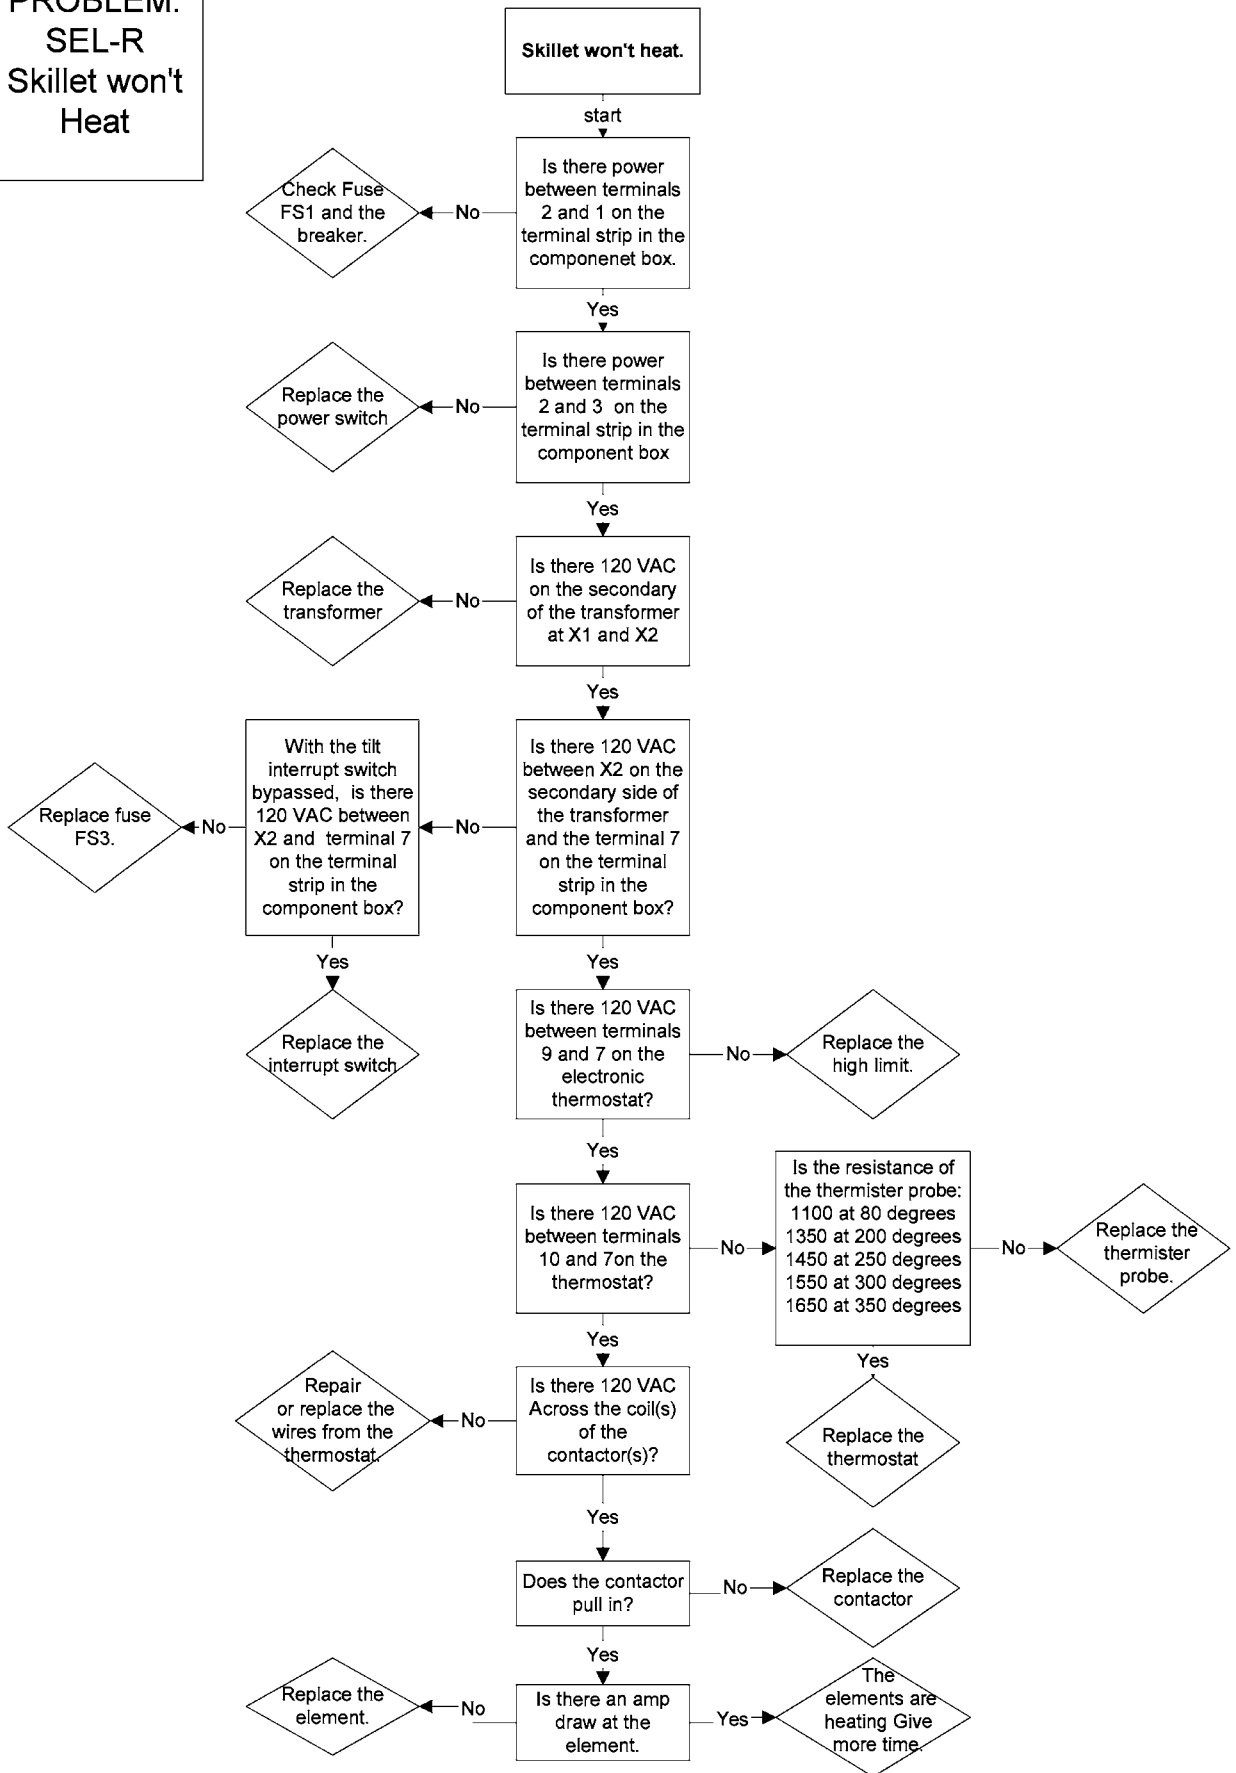 PROBLEM:
SEL-R
Skillet won't
Heat
Skillet won't heat.
start
Is there power
between terminals
2 and 1 on the
terminal strip in the
componenet box.
No
Check Fuse
FS1 and the
breaker.
Yes
Is there power
between terminals
2 and 3 on the
terminal strip in the
component box
No
Replace the
power switch
Yes
Is there 120 VAC
on the secondary
of the transformer
at X1 and X2
No
Replace the
transformer
Yes
Is there 120 VAC
between X2 on the
secondary side of
the transformer
and the terminal 7
on the terminal
strip in the
component box?
No
With the tilt
interrupt switch
bypassed, is there
120 VAC between
X2 and terminal 7
on the terminal
strip in the
component box?
No
Replace fuse
FS3.
Yes
Replace the
interrupt switch
Yes
Is there 120 VAC
between terminals
9 and 7 on the
electronic
thermostat?
No
Replace the
high limit.
Yes
Is there 120 VAC
between terminals
10 and 7on the
thermostat?
No
Is the resistance of
the thermister probe:
1100 at 80 degrees
1350 at 200 degrees
1450 at 250 degrees
1550 at 300 degrees
1650 at 350 degrees
No
Replace the
thermister
probe.
Yes
Replace the
thermostat
Yes
Is there 120 VAC
Across the coil(s)
of the
contactor(s)?
No
Repair
or replace the
wires from the
thermostat.
Yes
Does the contactor
pull in?
No
Replace the
contactor
Yes
Is there an amp
draw at the
element.
No
Replace the
element.
Yes
The
elements are
heating Give
more time.